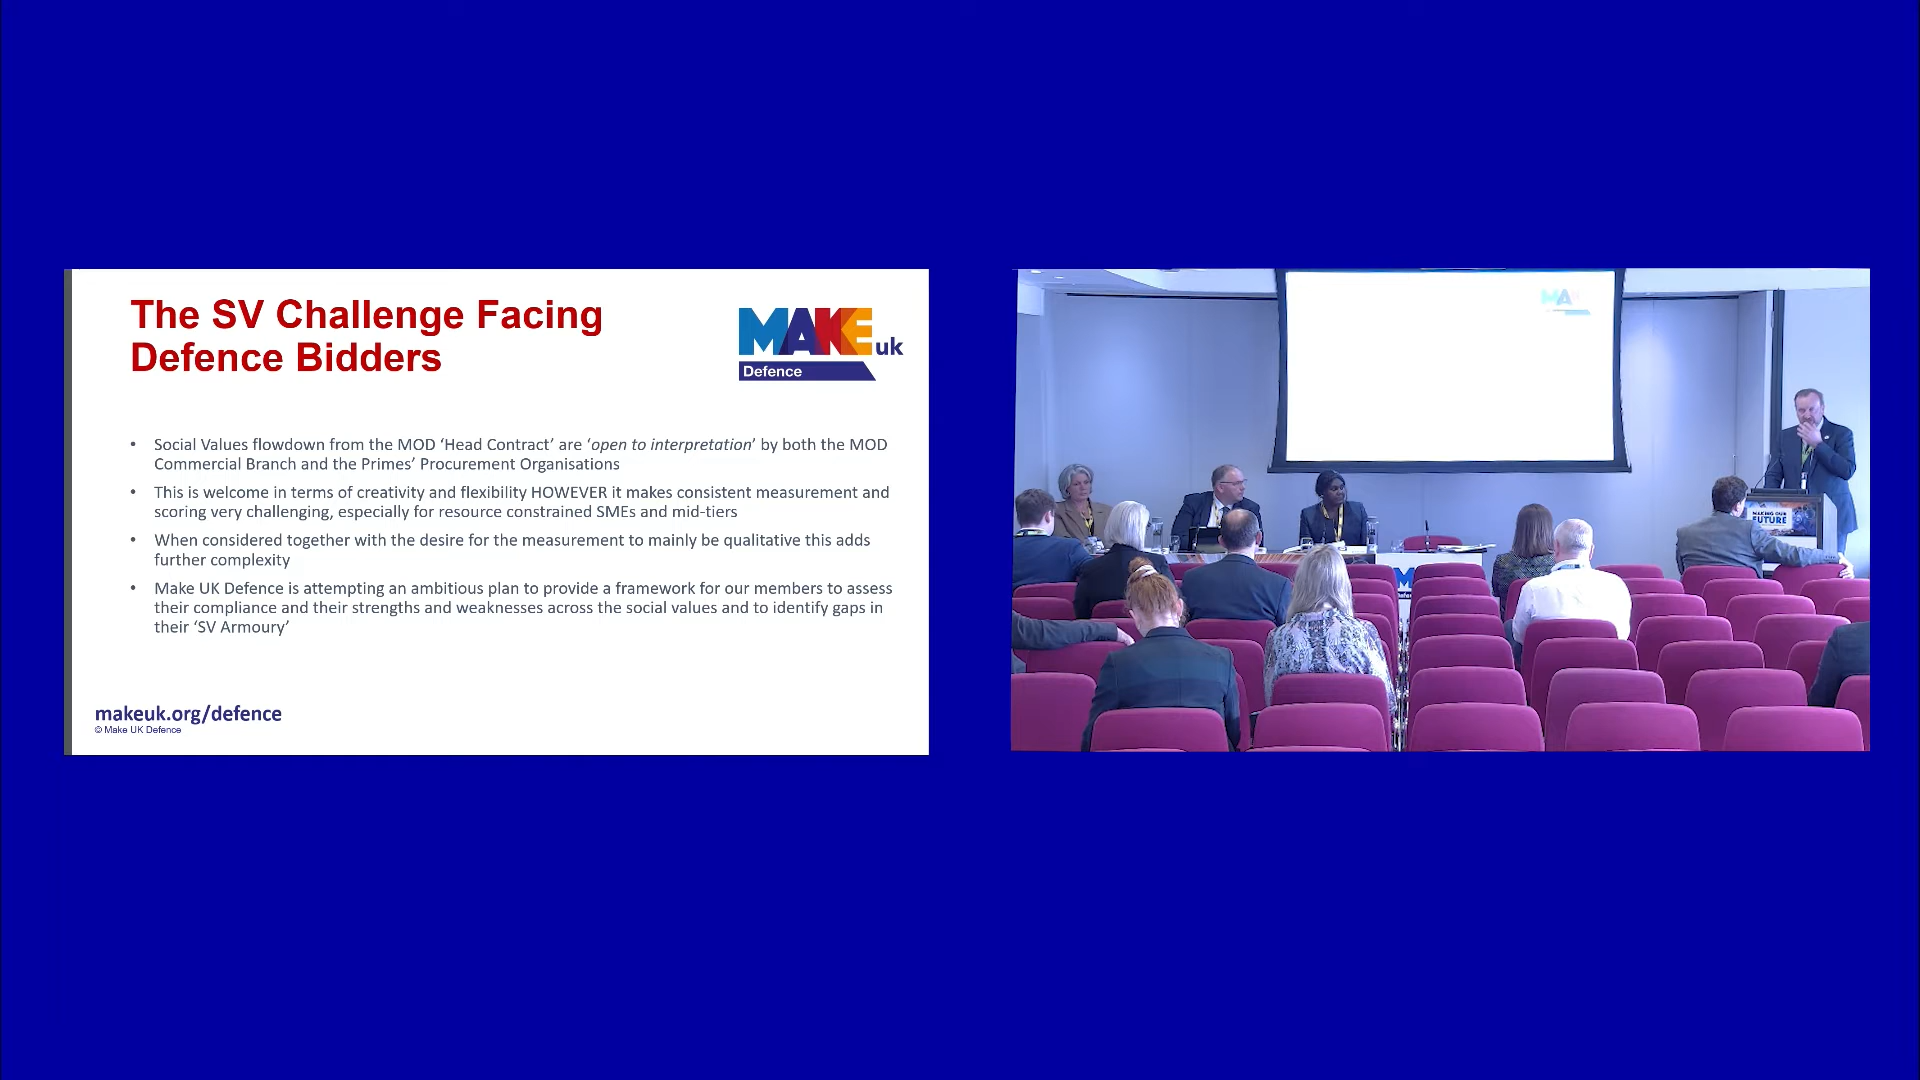 The SV Challenge Facing
Defence Bidders
MAKE uk
Defence
• Social Values flowdown from the MOD ‘Head Contract’ are ‘open to interpretation’ by both the MOD
Commercial Branch and the Primes’ Procurement Organisations
• This is welcome in terms of creativity and flexibility HOWEVER it makes consistent measurement and
scoring very challenging, especially for resource constrained SMEs and mid-tiers
• When considered together with the desire for the measurement to mainly be qualitative this adds
further complexity
• Make UK Defence is attempting an ambitious plan to provide a framework for our members to assess
their compliance and their strengths and weaknesses across the social values and to identify gaps in
their ‘SV Armoury’
makeuk.org/defence
© Make UK Defence
MAKING OUR
FUTURE